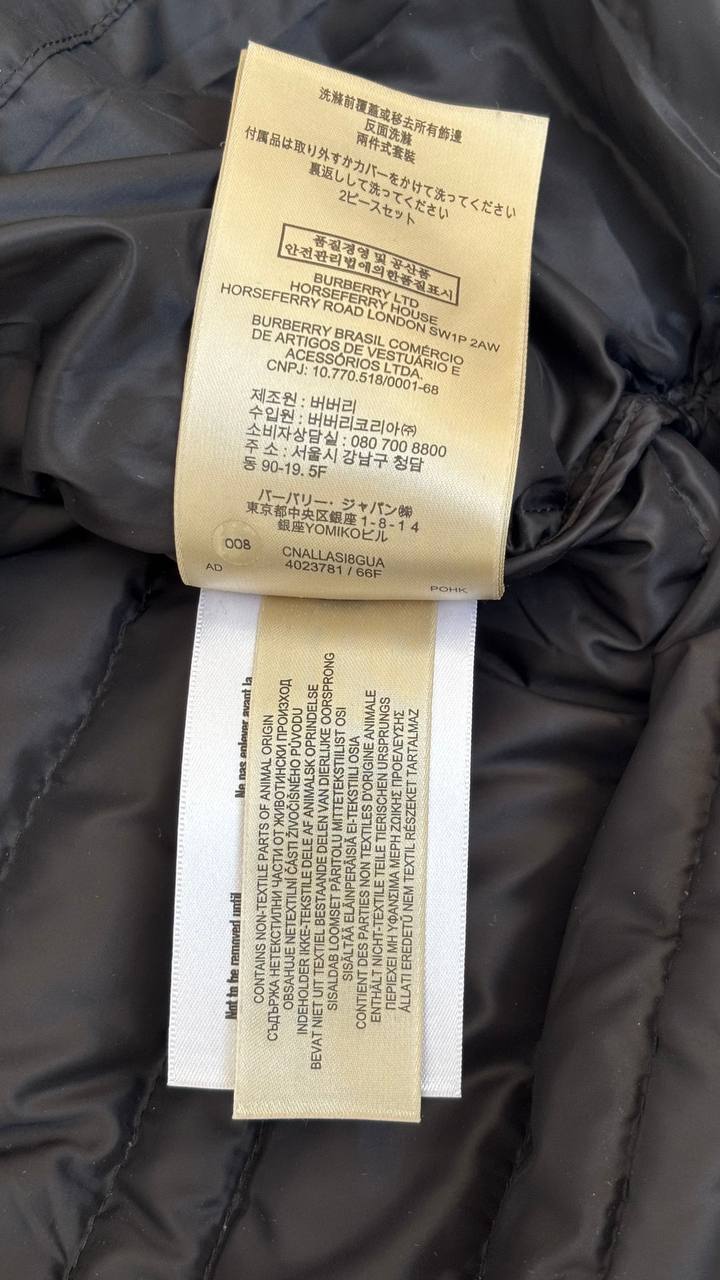 洗滌前覆蓋或移去所有飾邊
反面洗滌
兩件式套裝
付属品は取り外すかカバーをかけて洗ってください
裏返しして洗ってください
2ピースセット
품질경영 및 공산품
안전관리법에의한품질표시
BURBERRY LTD
HORSEFERRY HOUSE
HORSEFERRY ROAD LONDON SW1P 2AW
BURBERRY BRASIL COMÉRCIO
DE ARTIGOS DE VESTUÁRIO E
ACESSÓRIOS LTDA.
CNPJ: 10.770.518/0001-68
제조원 : 버버리
수입원 : 버버리코리아㈜
소비자상담실 : 080 700 8800
주 소 : 서울시 강남구 청담
동 90-19. 5F
バーバリー・ジャパン㈱
東京都中央区銀座 1-8-14
銀座YOMIKOビル
008
CNALLASI8GUA
4023781 / 66F
AD
POHK
Ne pas enlever avant la
Not to be removed until
CONTAINS NON-TEXTILE PARTS OF ANIMAL ORIGIN
СЪДЪРЖА НЕТЕКСТИЛНИ ЧАСТИ ОТ ЖИВОТИНСКИ ПРОИЗХОД
OBSAHUJE NETEXTILNÍ ČÁSTI ŽIVOČIŠNÉHO PŮVODU
INDEHOLDER IKKE-TEKSTILE DELE AF ANIMALSK OPRINDELSE
BEVAT NIET UIT TEXTIEL BESTAANDE DELEN VAN DIERLIJKE OORSPRONG
SISALDAB LOOMSET PÄRITOLU MITTETEKSTIILIST OSI
SISÄLTÄÄ ELÄINPERÄISIÄ EI-TEKSTIILI OSIA
CONTIENT DES PARTIES NON TEXTILES D'ORIGINE ANIMALE
ENTHÄLT NICHT-TEXTILE TEILE TIERISCHEN URSPRUNGS
ΠΕΡΙΕΧΕΙ ΜΗ ΥΦΑΝΣΙΜΑ ΜΕΡΗ ΖΩΙΚΗΣ ΠΡΟΕΛΕΥΣΗΣ
ÁLLATI EREDETŰ NEM TEXTIL RÉSZEKET TARTALMAZ